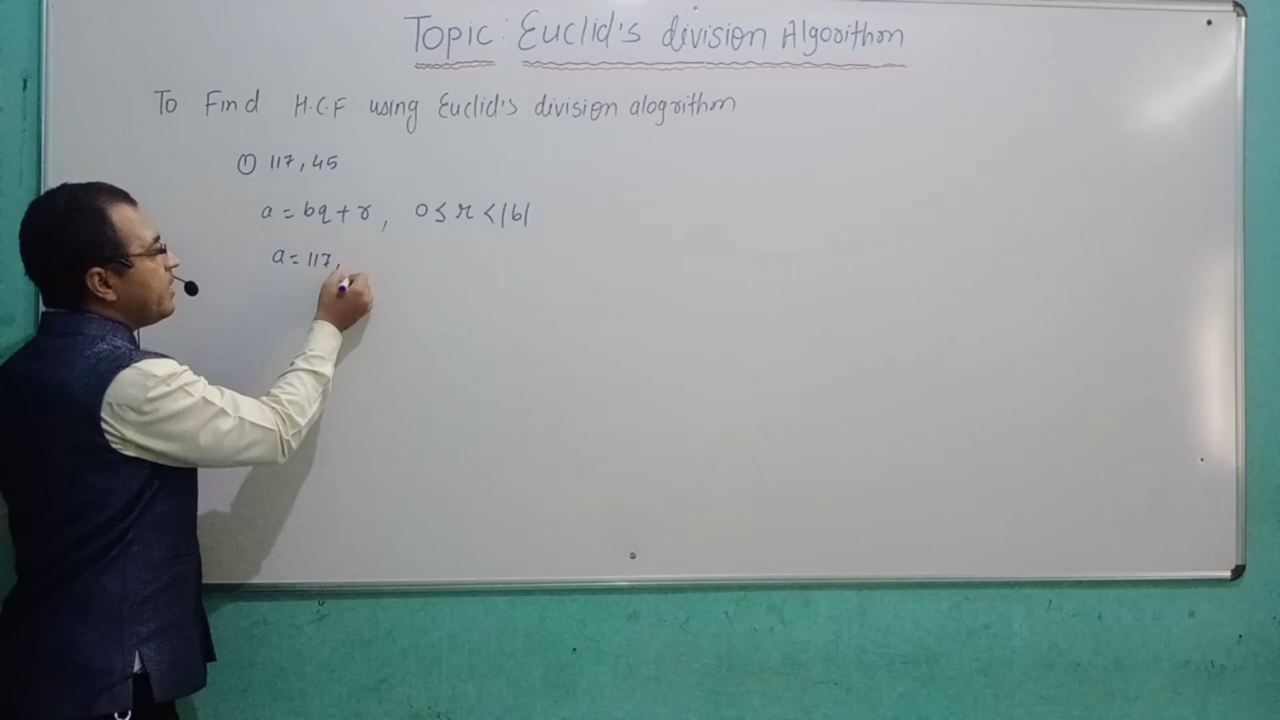 Topic: Euclid's division Algorithm
To Find H.C.F using Euclid's division alogrithm
① 117, 45
a = bq + r, 0 ≤ r < |b|
a = 117,